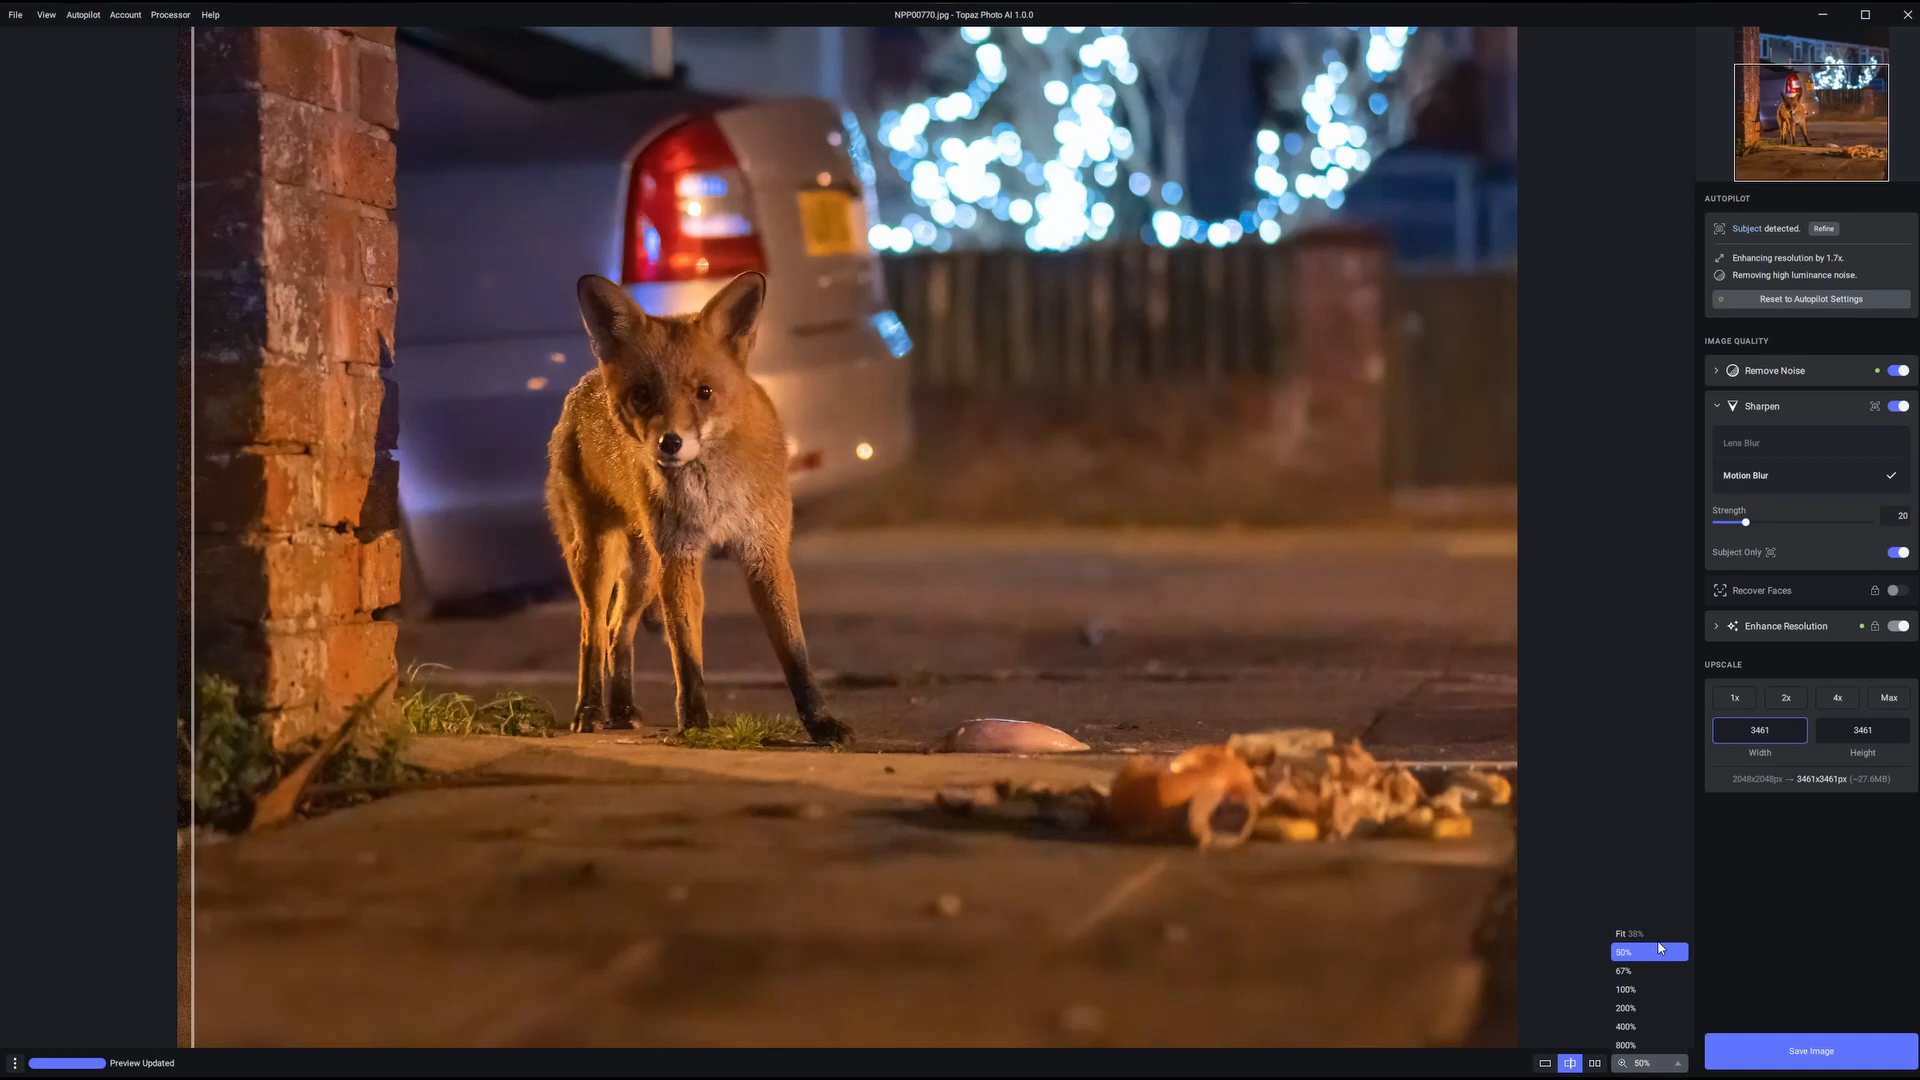 File View Autopilot Account Processor Help
NPP00770.jpg - Topaz Photo AI 1.0.0
AUTOPILOT
Subject detected. Refine
Enhancing resolution by 1.7x.
Removing high luminance noise.
Reset to Autopilot Settings
IMAGE QUALITY
Remove Noise
Sharpen
Lens Blur
Motion Blur
Strength
20
Subject Only
Recover Faces
Enhance Resolution
UPSCALE
1x 2x 4x Max
3461 3461
Width Height
2048x2048px → 3461x3461px (~27.6MB)
Fit 38%
50%
67%
100%
200%
400%
800%
Save Image
Preview Updated
50%